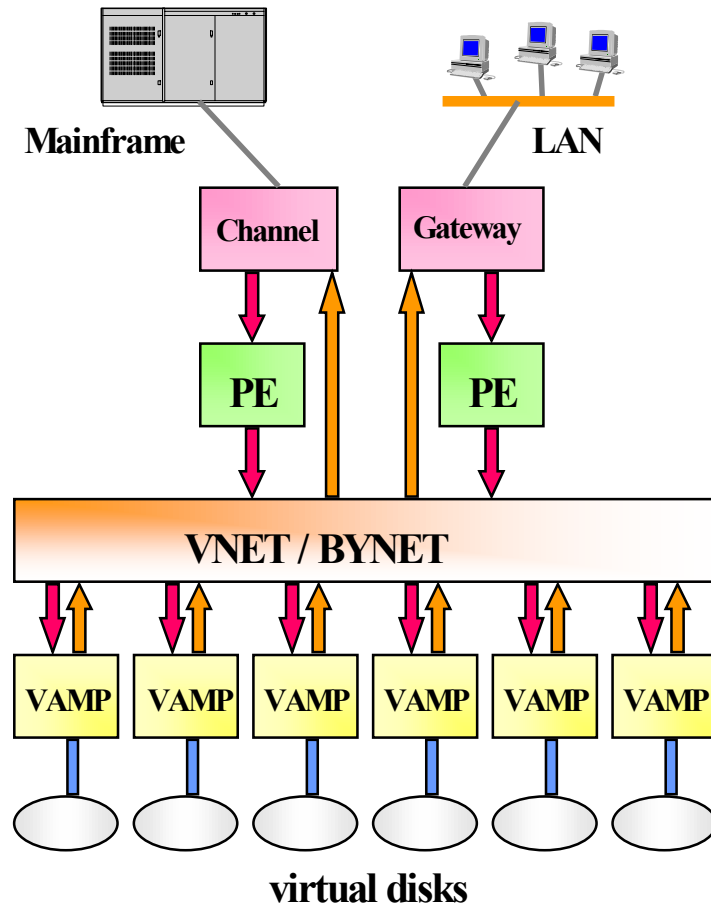 Mainframe
LAN
Channel
Gateway
PE
PE
VNET / BYNET
VAMP
VAMP
VAMP
VAMP
VAMP
VAMP
virtual disks